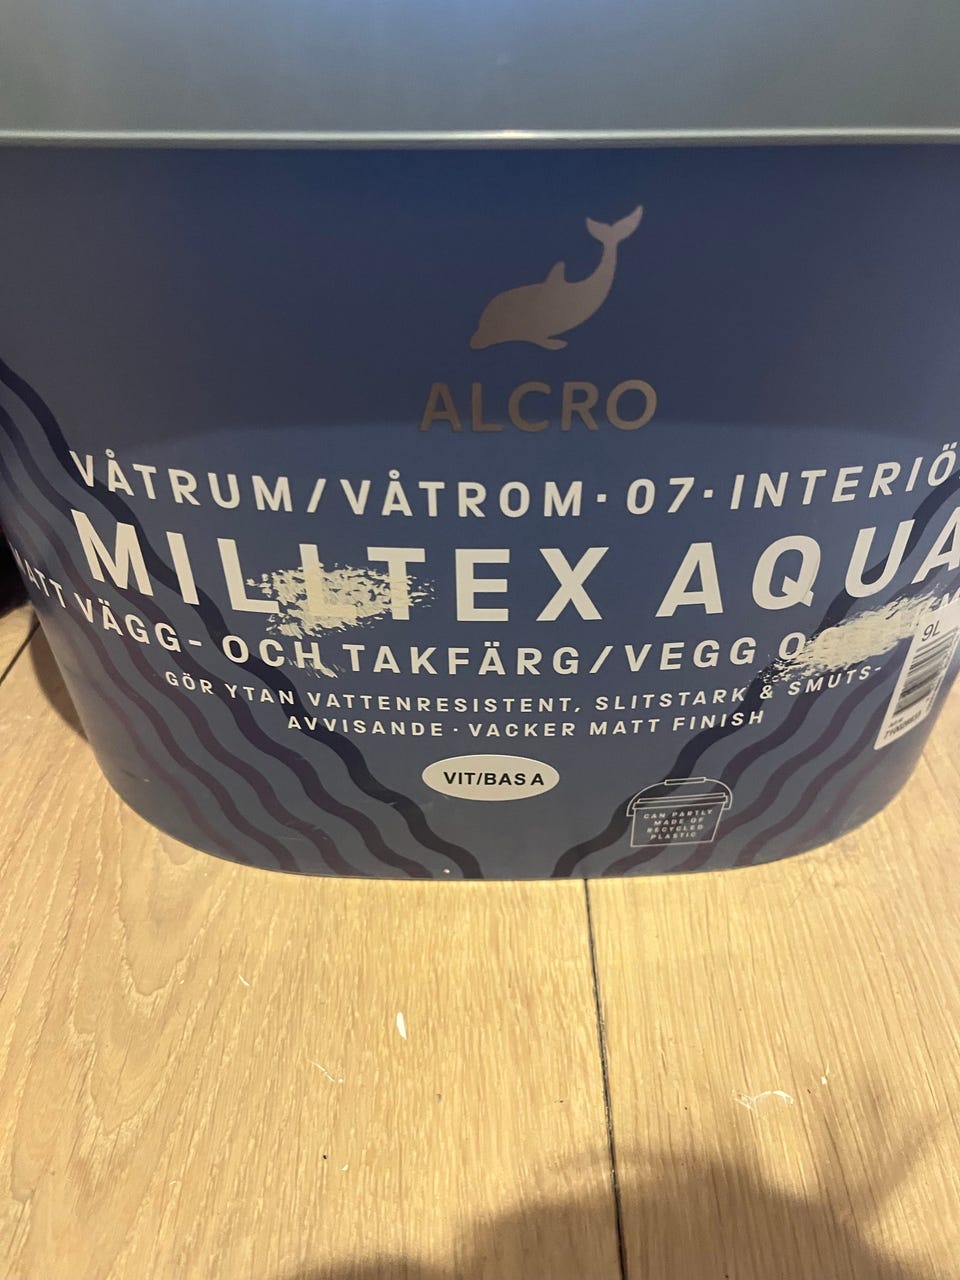 ALCRO
VÅTRUM/VÅTROM·07·INTERIÖ
MILLTEX AQUA
MATT VÄGG- OCH TAKFÄRG/VEGG O
GÖR YTAN VATTENRESISTENT, SLITSTARK & SMUTS-
AVVISANDE·VACKER MATT FINISH
9L
VIT/BAS A
CAN PARTLY
MADE OF
RECYCLED
PLASTIC